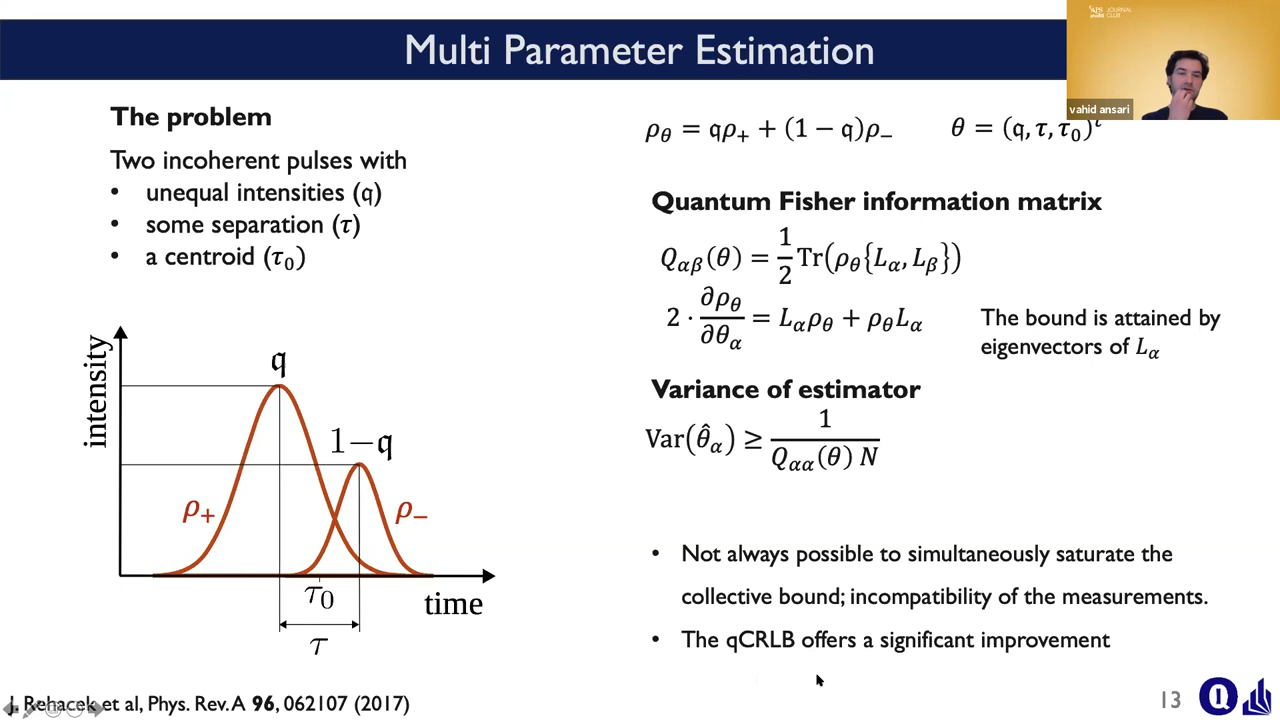 Multi Parameter Estimation
APS
JOURNAL
CLUB
vahid ansari
The problem
Two incoherent pulses with
• unequal intensities (𝔮)
• some separation (τ)
• a centroid (τ₀)
intensity
𝔮
1−𝔮
ρ₊
ρ₋
τ₀
time
τ
ρ_θ = 𝔮ρ₊ + (1 − 𝔮)ρ₋
θ = (𝔮, τ, τ₀)ᵗ
Quantum Fisher information matrix
Q_αβ(θ) = 1/2 Tr(ρ_θ{L_α, L_β})
2 · ∂ρ_θ/∂θ_α = L_α ρ_θ + ρ_θ L_α
The bound is attained by
eigenvectors of L_α
Variance of estimator
Var(θ̂_α) ≥ 1/(Q_αα(θ) N)
• Not always possible to simultaneously saturate the
collective bound; incompatibility of the measurements.
• The qCRLB offers a significant improvement
J. Rehacek et al, Phys. Rev. A 96, 062107 (2017)
13
Q